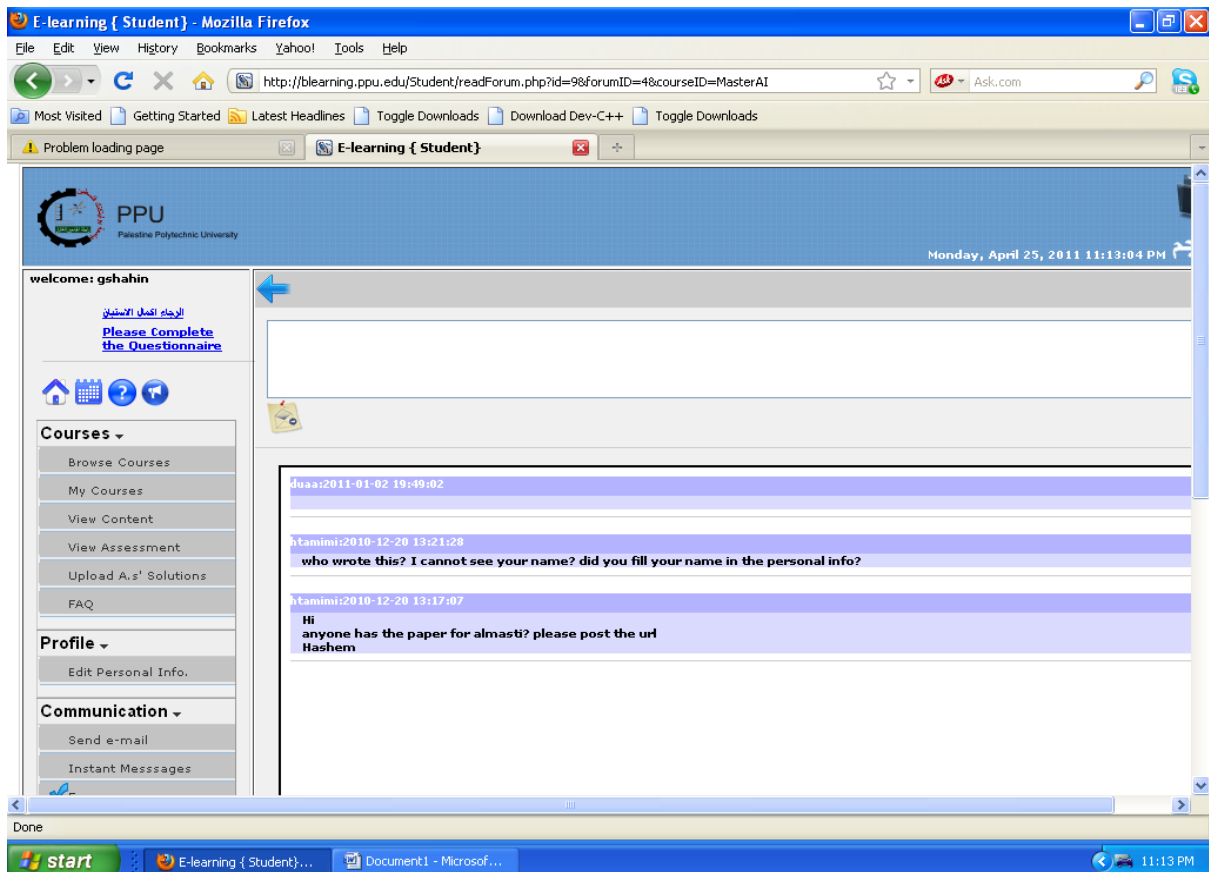 E-learning { Student} - Mozilla Firefox
File Edit View History Bookmarks Yahoo! Tools Help
http://blearning.ppu.edu/Student/readForum.php?id=9&forumID=4&courseID=MasterAI
Ask.com
Most Visited Getting Started Latest Headlines Toggle Downloads Download Dev-C++ Toggle Downloads
Problem loading page
E-learning { Student}
PPU
Palestine Polytechnic University
Monday, April 25, 2011 11:13:04 PM
welcome: gshahin
الرجاء اكمال الاستبيان
Please Complete
the Questionnaire
Courses
Browse Courses
My Courses
View Content
View Assessment
Upload A.s' Solutions
FAQ
Profile
Edit Personal Info.
Communication
Send e-mail
Instant Messsages
duaa:2011-01-02 19:49:02
htamimi:2010-12-20 13:21:28
who wrote this? I cannot see your name? did you fill your name in the personal info?
htamimi:2010-12-20 13:17:07
Hi
anyone has the paper for almasti? please post the url
Hashem
Done
start
E-learning { Student}...
Document1 - Microsof...
11:13 PM